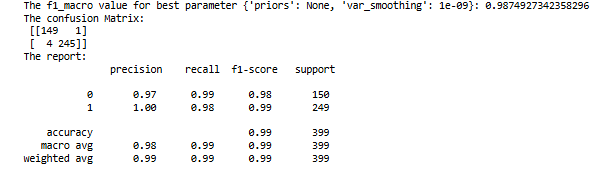 The f1_macro value for best parameter {'priors': None, 'var_smoothing': 1e-09}: 0.9874927342358296
The confusion Matrix:
[[149 1]
[ 4 245]]
The report:
precision recall f1-score support
0 0.97 0.99 0.98 150
1 1.00 0.98 0.99 249
accuracy 0.99 399
macro avg 0.98 0.99 0.99 399
weighted avg 0.99 0.99 0.99 399